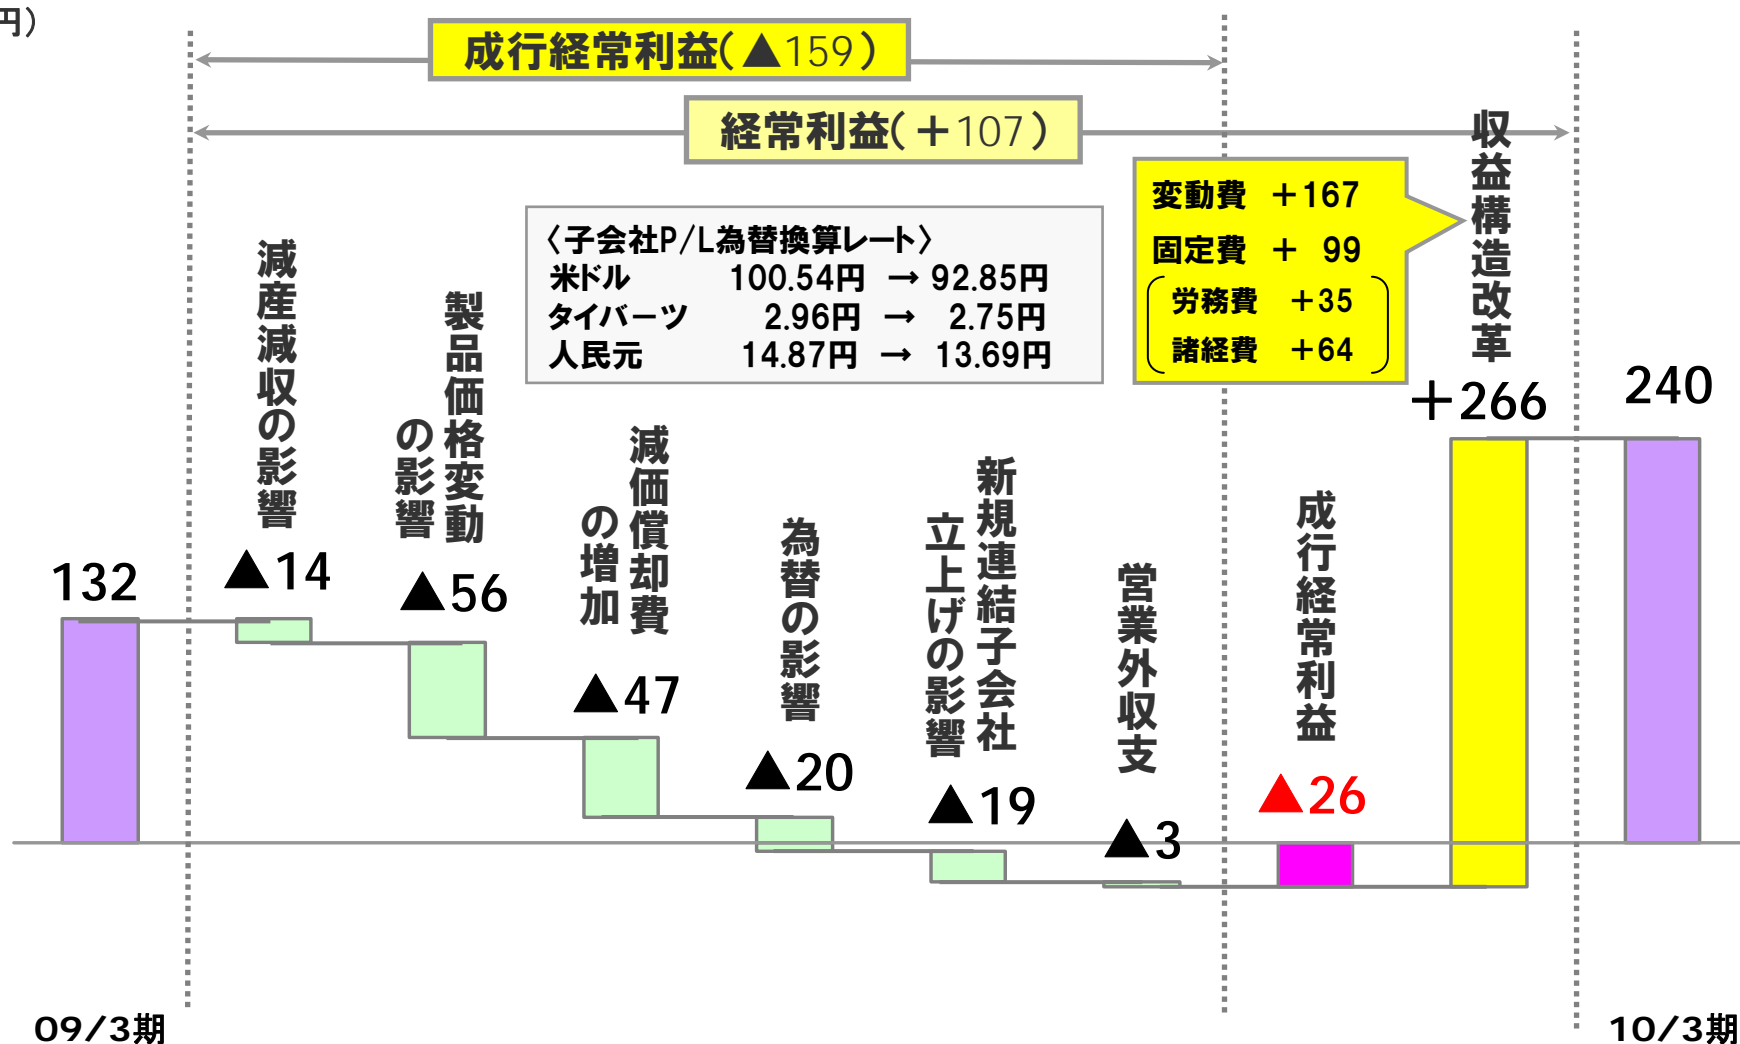 円）
成行経常利益（▲159）
経常利益（＋107）
変動費 ＋167
固定費 ＋ 99
労務費 ＋35
諸経費 ＋64
〈子会社P/L為替換算レート〉
米ドル 100.54円 → 92.85円
タイバーツ 2.96円 → 2.75円
人民元 14.87円 → 13.69円
132
減産減収の影響
▲14
製品価格変動
の影響
▲56
減価償却費
の増加
▲47
為替の影響
▲20
新規連結子会社
立上げの影響
▲19
営業外収支
▲3
成行経常利益
▲26
収益構造改革
＋266
240
09/3期
10/3期